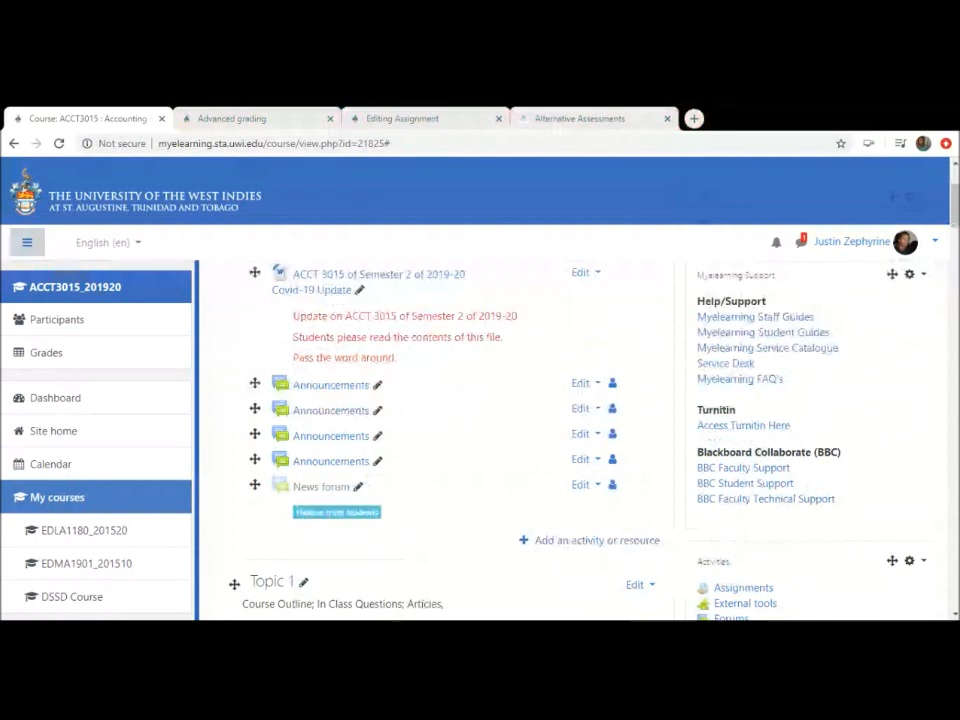 Course: ACCT3015 : Accounting
Advanced grading
Editing Assignment
Alternative Assessments
Not secure
myelearning.sta.uwi.edu/course/view.php?id=21825#
THE UNIVERSITY OF THE WEST INDIES
AT ST. AUGUSTINE, TRINIDAD AND TOBAGO
English (en)
1
Justin Zephyrine
ACCT3015_201920
Participants
Grades
Dashboard
Site home
Calendar
My courses
EDLA1180_201520
EDMA1901_201510
DSSD Course
ACCT 3015 of Semester 2 of 2019-20
Covid-19 Update
Edit
Update on ACCT 3015 of Semester 2 of 2019-20
Students please read the contents of this file.
Pass the word around.
Announcements
Edit
Announcements
Edit
Announcements
Edit
Announcements
Edit
News forum
Edit
Hidden from students
Add an activity or resource
Topic 1
Edit
Course Outline; In Class Questions; Articles,
Myelearning Support
Help/Support
Myelearning Staff Guides
Myelearning Student Guides
Myelearning Service Catalogue
Service Desk
Myelearning FAQ's
Turnitin
Access Turnitin Here
Blackboard Collaborate (BBC)
BBC Faculty Support
BBC Student Support
BBC Faculty Technical Support
Activities
Assignments
External tools
Forums